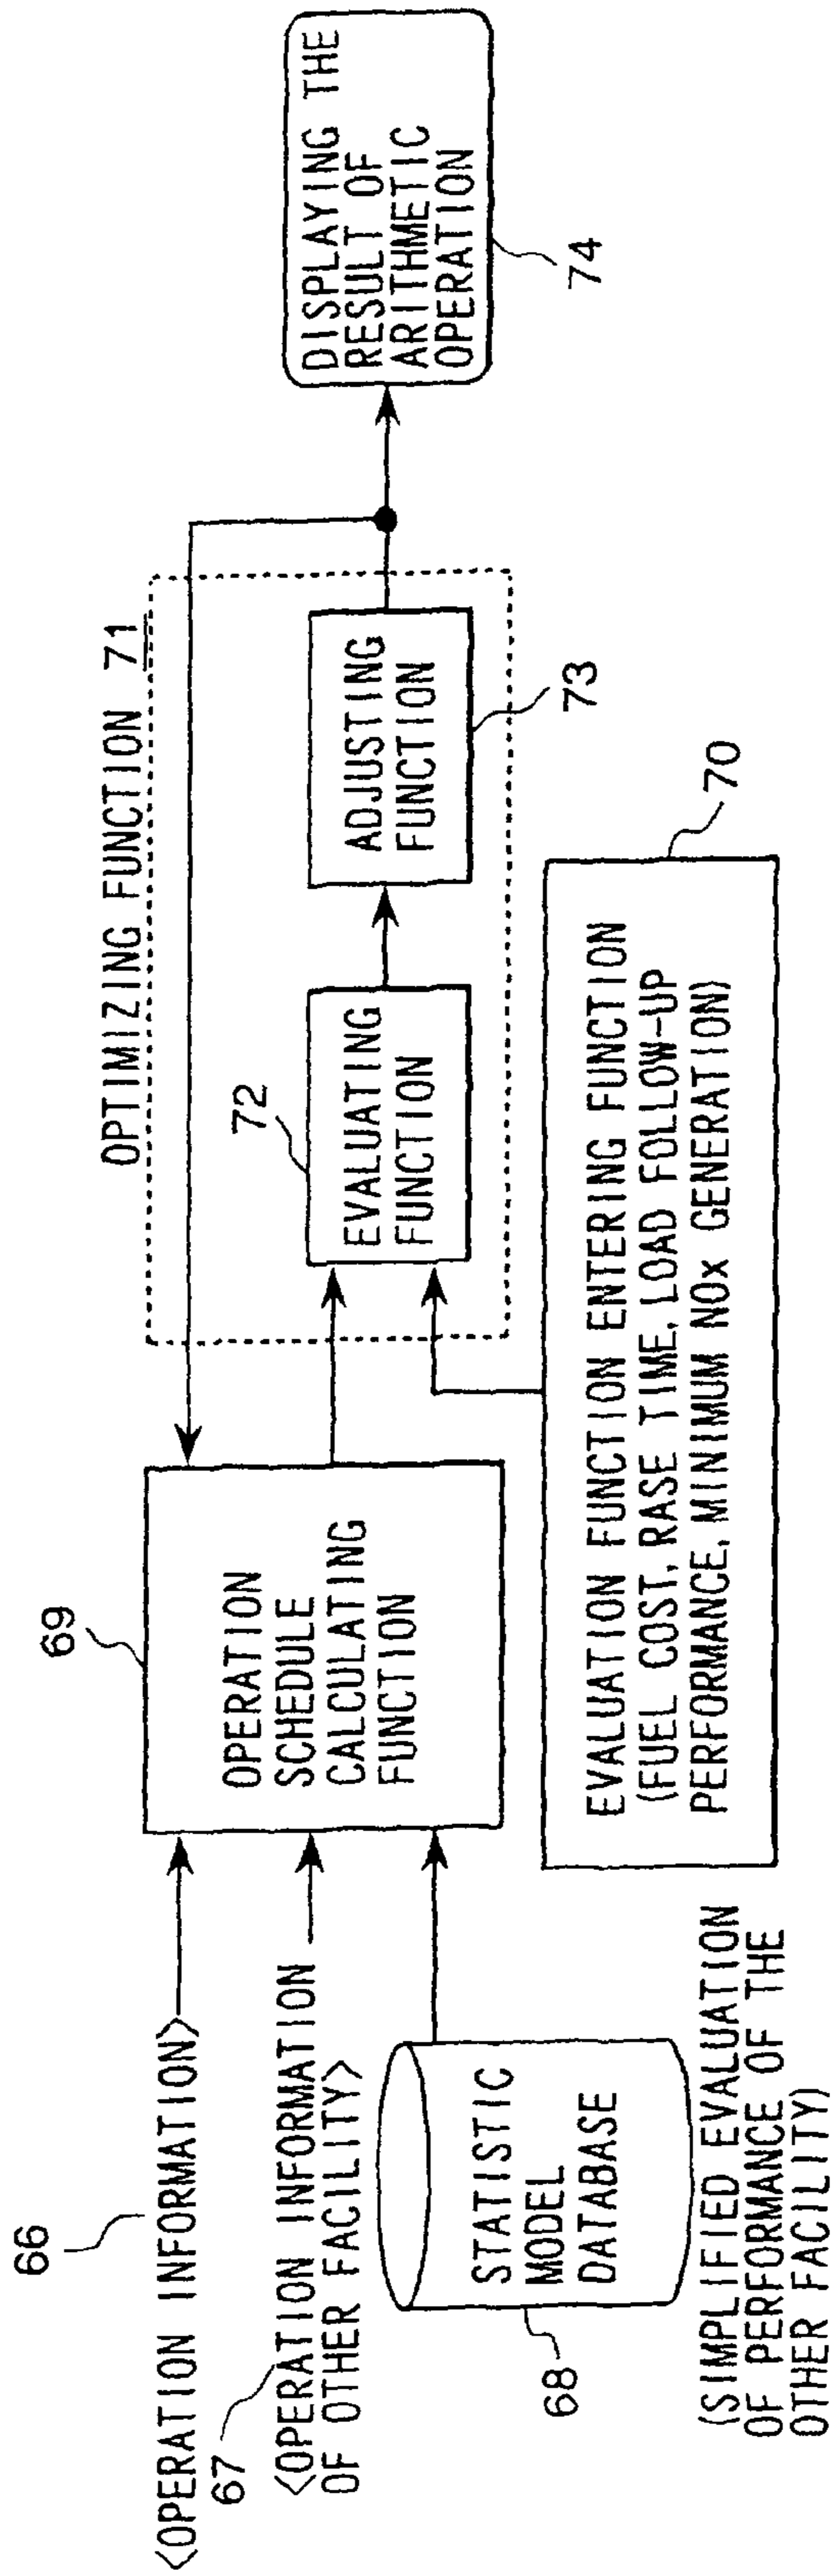 66
<OPERATION INFORMATION>
67
<OPERATION INFORMATION
OF OTHER FACILITY>
STATISTIC
MODEL
DATABASE
68
(SIMPLIFIED EVALUATION
OF PERFORMANCE OF THE
OTHER FACILITY)
69
OPERATION
SCHEDULE
CALCULATING
FUNCTION
OPTIMIZING FUNCTION 71
72
EVALUATING
FUNCTION
ADJUSTING
FUNCTION
73
70
EVALUATION FUNCTION ENTERING FUNCTION
(FUEL COST, RASE TIME, LOAD FOLLOW-UP
PERFORMANCE, MINIMUM NOx GENERATION)
DISPLAYING THE
RESULT OF
ARITHMETIC
OPERATION
74